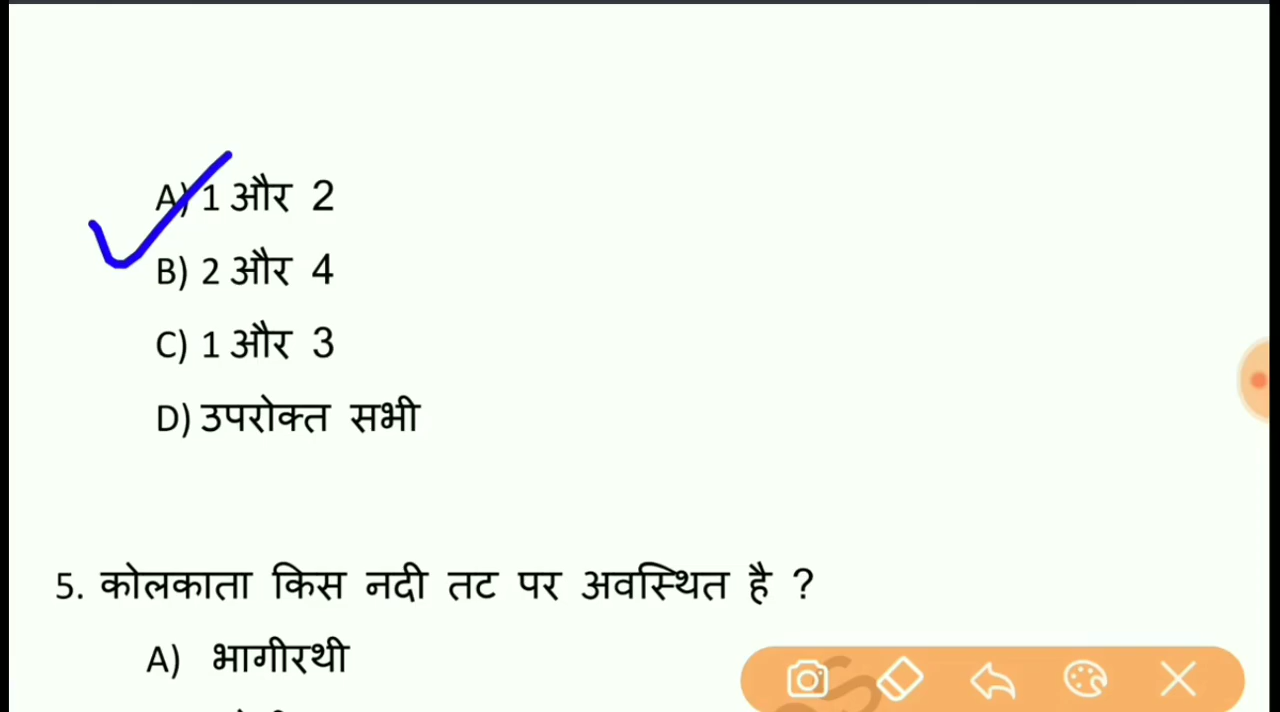 A) 1 और 2
B) 2 और 4
C) 1 और 3
D) उपरोक्त सभी
5. कोलकाता किस नदी तट पर अवस्थित है ?
A) भागीरथी